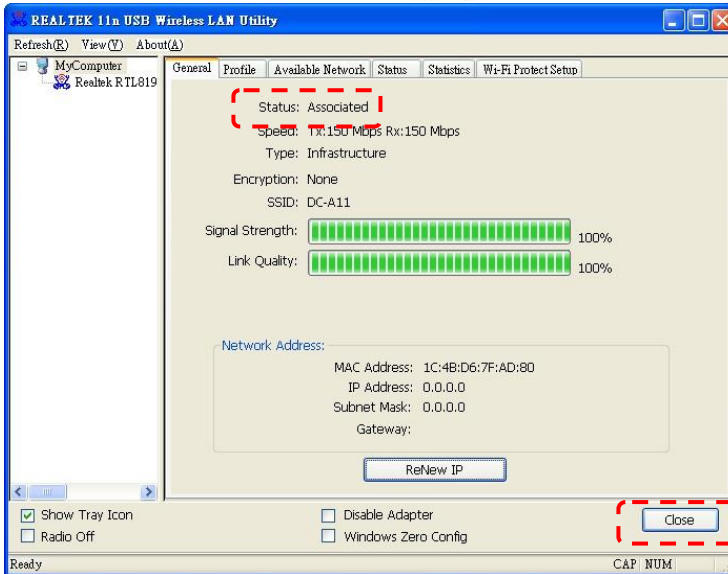 REALTEK 11n USB Wireless LAN Utility
Refresh(R) View(V) About(A)
MyComputer
Realtek RTL819
General Profile Available Network Status Statistics Wi-Fi Protect Setup
Status: Associated
Speed: Tx:150 Mbps Rx:150 Mbps
Type: Infrastructure
Encryption: None
SSID: DC-A11
Signal Strength: 100%
Link Quality: 100%
Network Address:
MAC Address: 1C:4B:D6:7F:AD:80
IP Address: 0.0.0.0
Subnet Mask: 0.0.0.0
Gateway:
ReNew IP
Show Tray Icon Disable Adapter Close
Radio Off Windows Zero Config
Ready CAP NUM